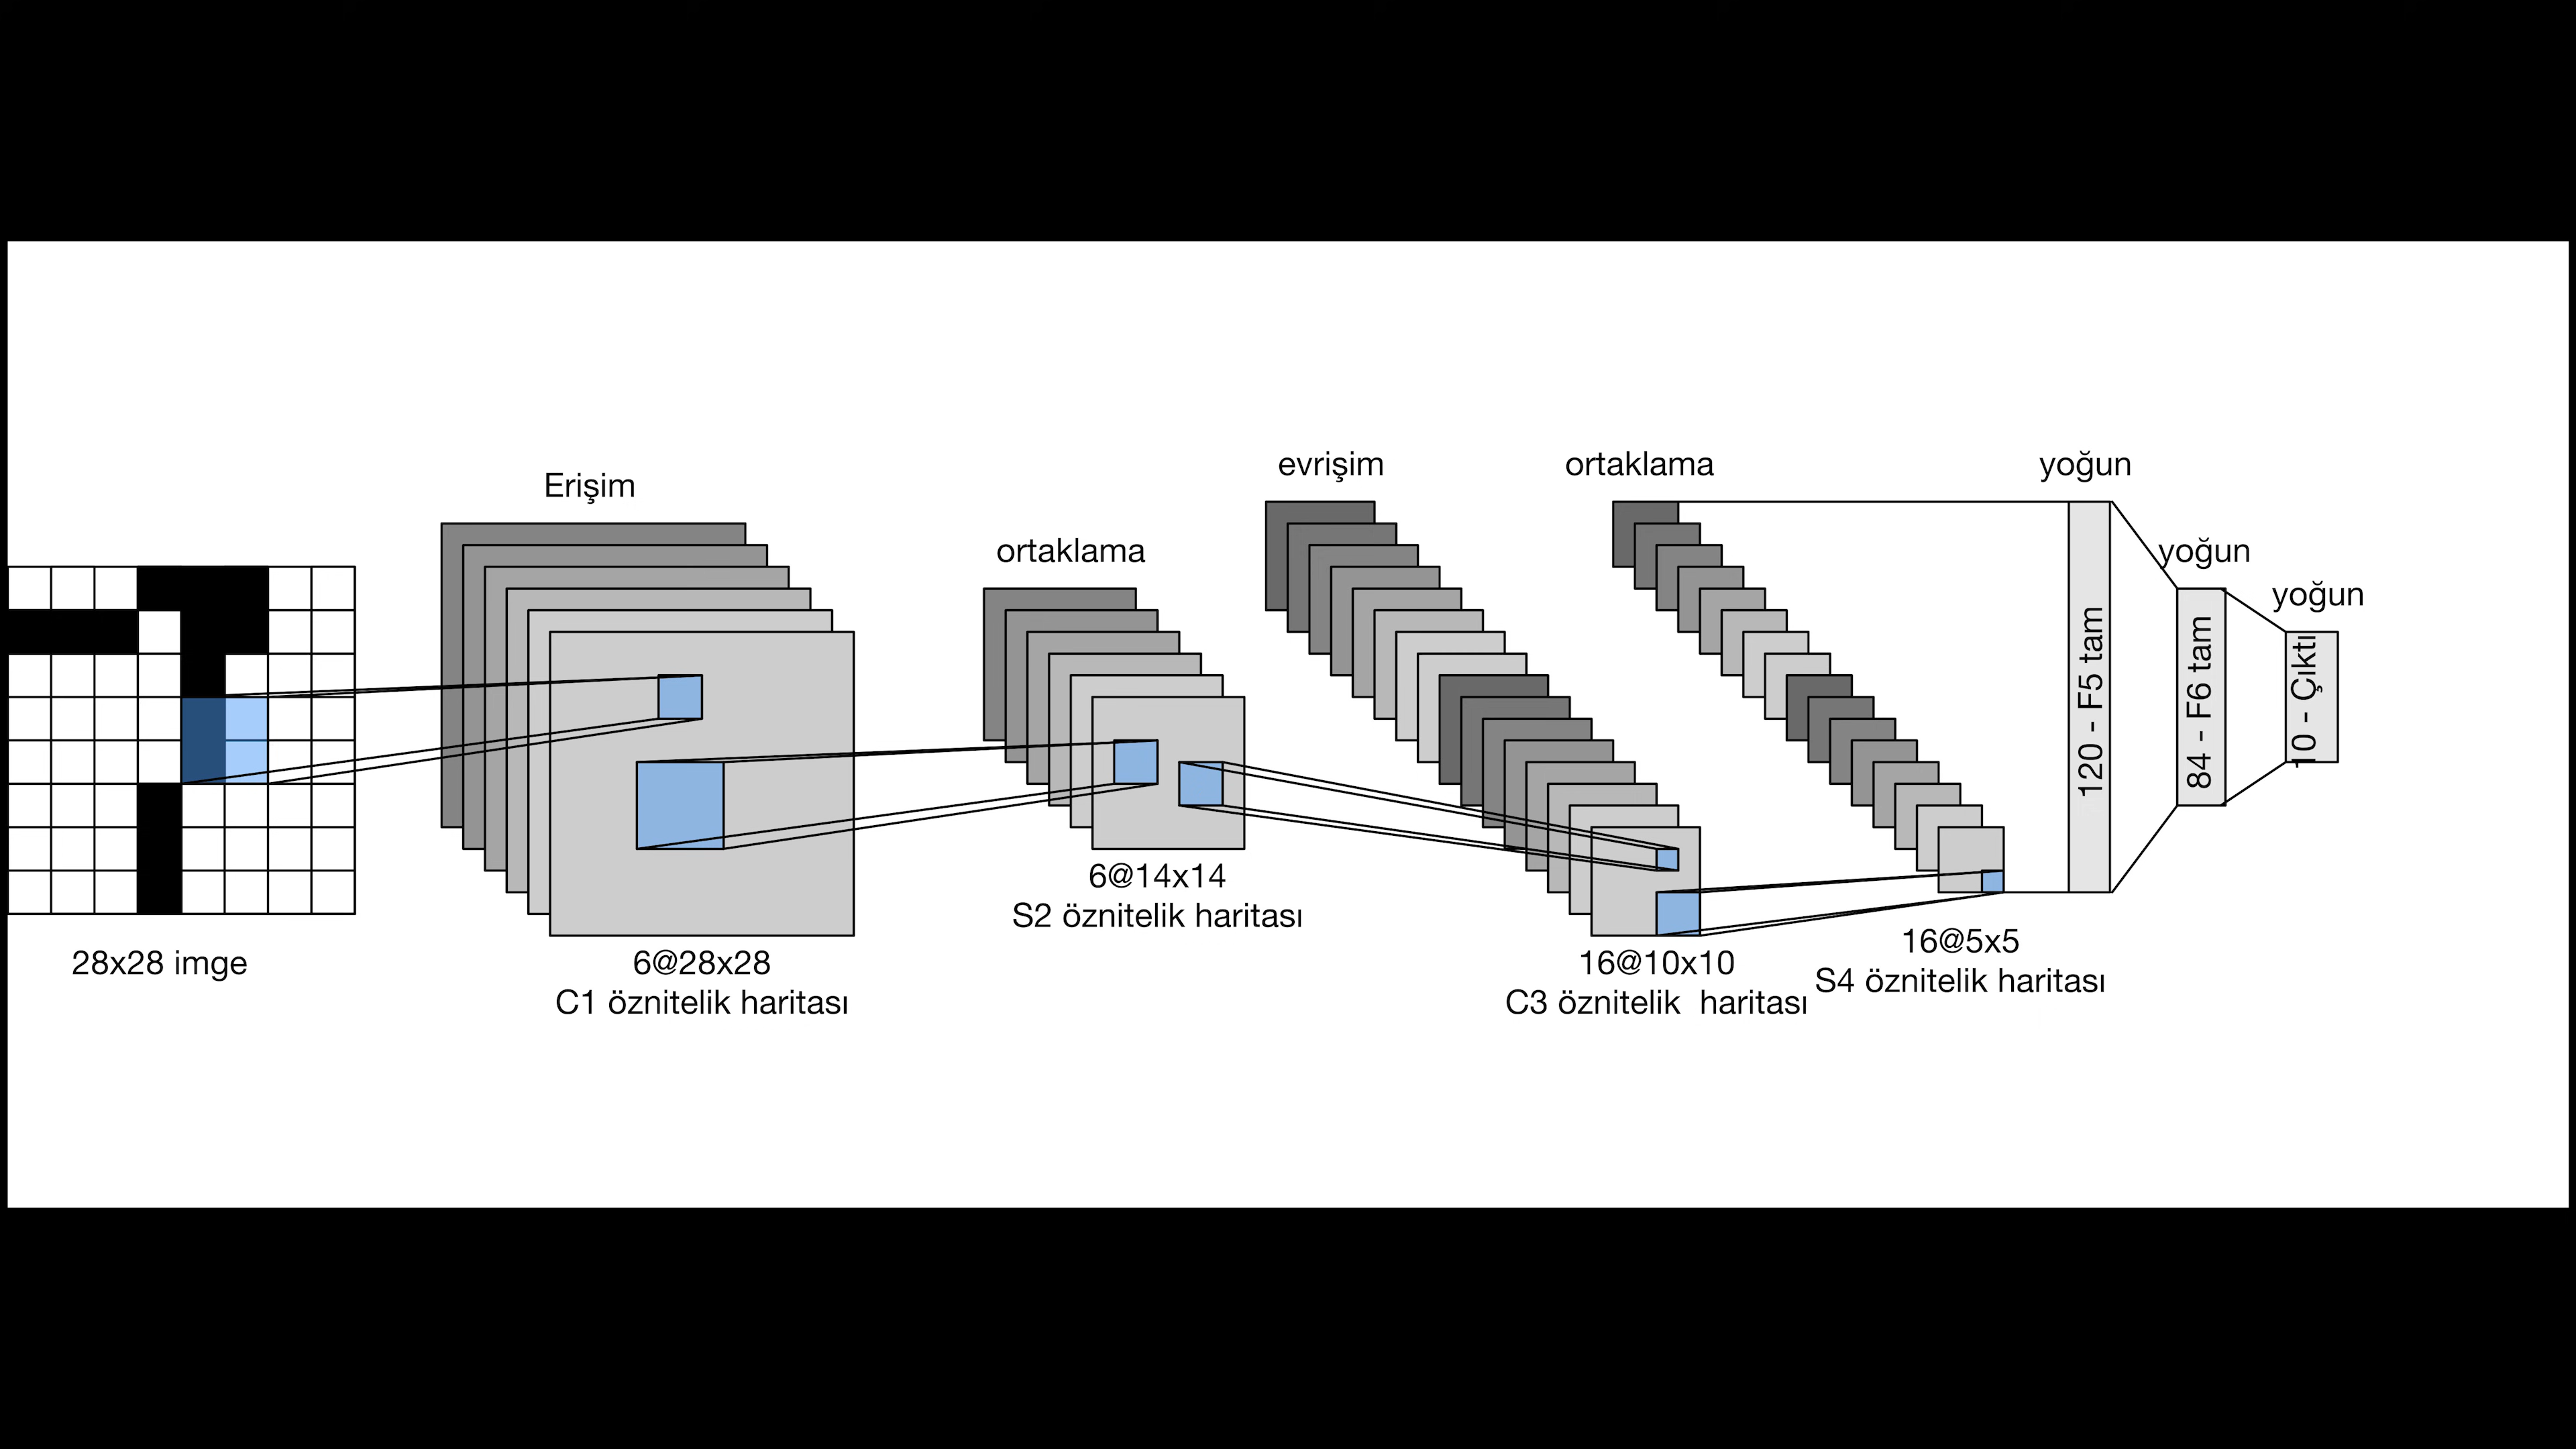 Erişim
ortaklama
evrişim
ortaklama
yoğun
yoğun
yoğun
120 - F5 tam
84 - F6 tam
10 - Çıktı
28x28 imge
6@28x28
C1 öznitelik haritası
6@14x14
S2 öznitelik haritası
16@10x10
C3 öznitelik  haritası
16@5x5
S4 öznitelik haritası